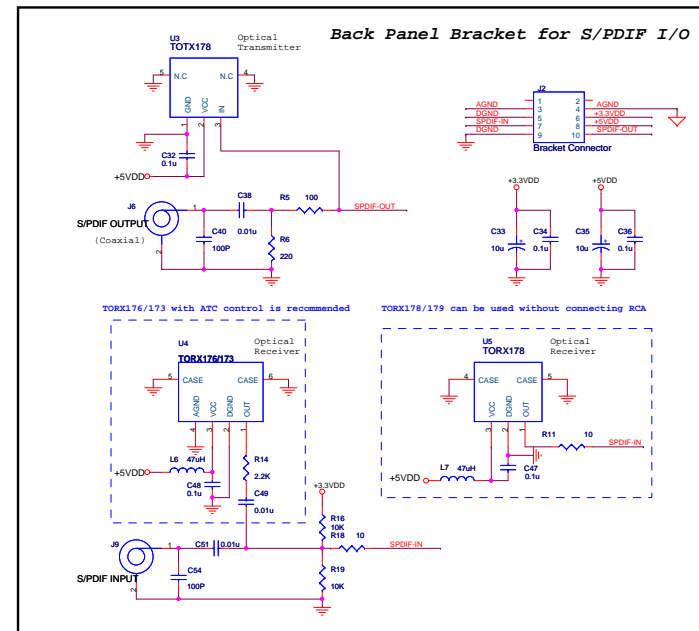 Back Panel Bracket for S/PDIF I/O
U3
TOTX178
Optical
Transmitter
5
N.C
N.C
4
GND
VCC
IN
1
2
3
C32
0.1u
+5VDD
J6
S/PDIF OUTPUT
(Coaxial)
1
2
C38
0.01u
R5
100
SPDIF-OUT
C40
100P
R6
220
J2
1
2
3
4
5
6
7
8
9
10
AGND
DGND
SPDIF-IN
DGND
AGND
+3.3VDD
+5VDD
SPDIF-OUT
Bracket Connector
+3.3VDD
+5VDD
C33
10u
+
C34
0.1u
C35
10u
+
C36
0.1u
TORX176/173 with ATC control is recommended
U4
TORX176/173
Optical
Receiver
5
CASE
CASE
6
AGND
VCC
DGND
OUT
4
3
2
1
L6
47uH
+5VDD
C48
0.1u
R14
2.2K
C49
0.01u
+3.3VDD
R16
10K
R18
10
SPDIF-IN
R19
10K
J9
S/PDIF INPUT
1
2
C51
0.01u
C54
100P
TORX178/179 can be used without connecting RCA
U5
TORX178
Optical
Receiver
4
CASE
CASE
5
VCC
DGND
OUT
3
2
1
R11
10
SPDIF-IN
L7
47uH
+5VDD
C47
0.1u